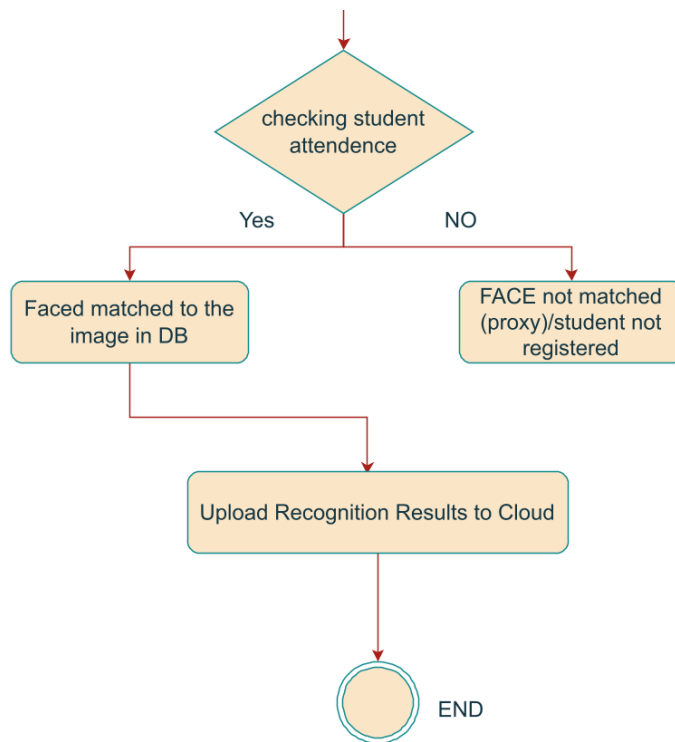 checking student
attendence
Yes
NO
Faced matched to the
image in DB
FACE not matched
(proxy)/student not
registered
Upload Recognition Results to Cloud
END